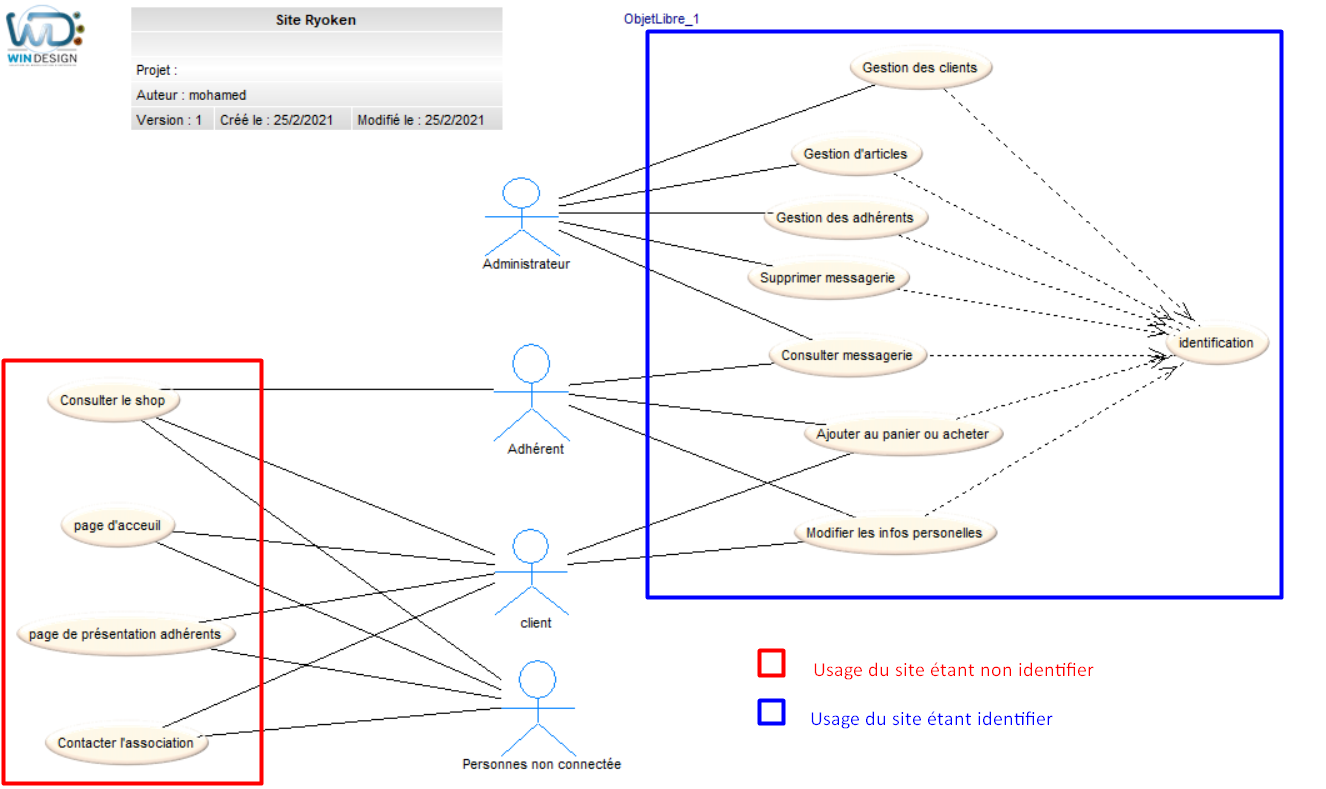 WD:
WIN DESIGN
Site Ryoken
Projet :
Auteur : mohamed
Version : 1
Créé le : 25/2/2021
Modifié le : 25/2/2021
ObjetLibre_1
Gestion des clients
Gestion d'articles
Gestion des adhérents
Supprimer messagerie
Consulter messagerie
identification
Ajouter au panier ou acheter
Modifier les infos personelles
Administrateur
Adhérent
client
Personnes non connectée
Consulter le shop
page d'acceuil
page de présentation adhérents
Contacter l'association
Usage du site étant non identifier
Usage du site étant identifier